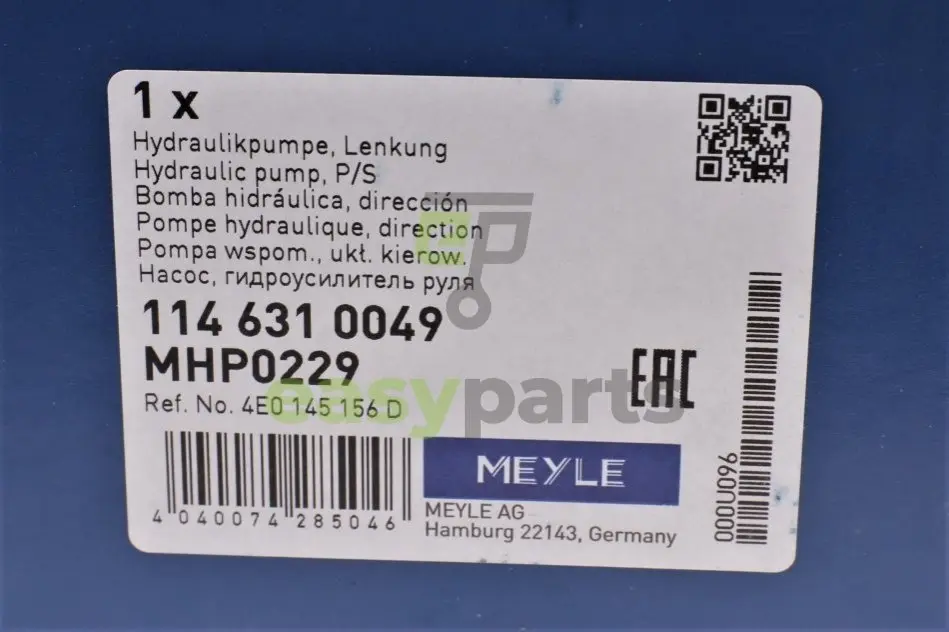 1 x
Hydraulikpumpe, Lenkung
Hydraulic pump, P/S
Bomba hidráulica, dirección
Pompe hydraulique, direction
Pompa wspom., ukł. kierow.
Насос, гидроусилитель руля
114 631 0049
MHP0229
Ref. No. 4E0 145 156 D
EAC
easyparts
MEYLE
MEYLE AG
Hamburg 22143, Germany
4 040074 285046
000U096